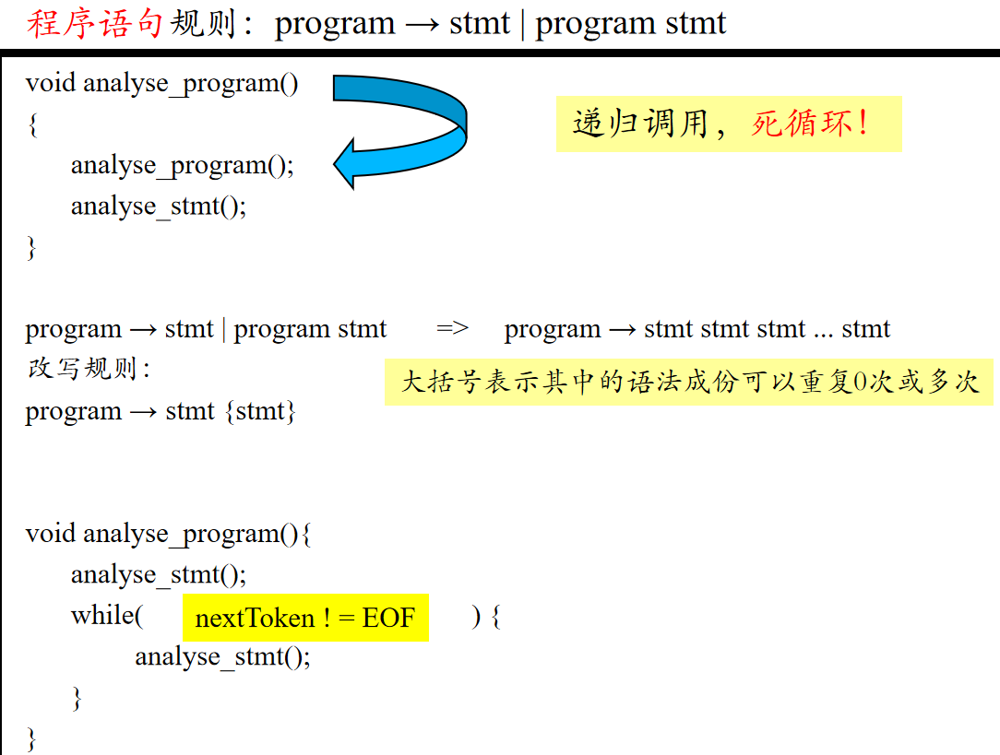 程序语句规则：program → stmt | program stmt
void analyse_program()
{
递归调用，死循环！
analyse_program();
analyse_stmt();
}
program → stmt | program stmt => program → stmt stmt stmt ... stmt
改写规则：
大括号表示其中的语法成份可以重复0次或多次
program → stmt {stmt}
void analyse_program(){
analyse_stmt();
while( nextToken ! = EOF ) {
analyse_stmt();
}
}